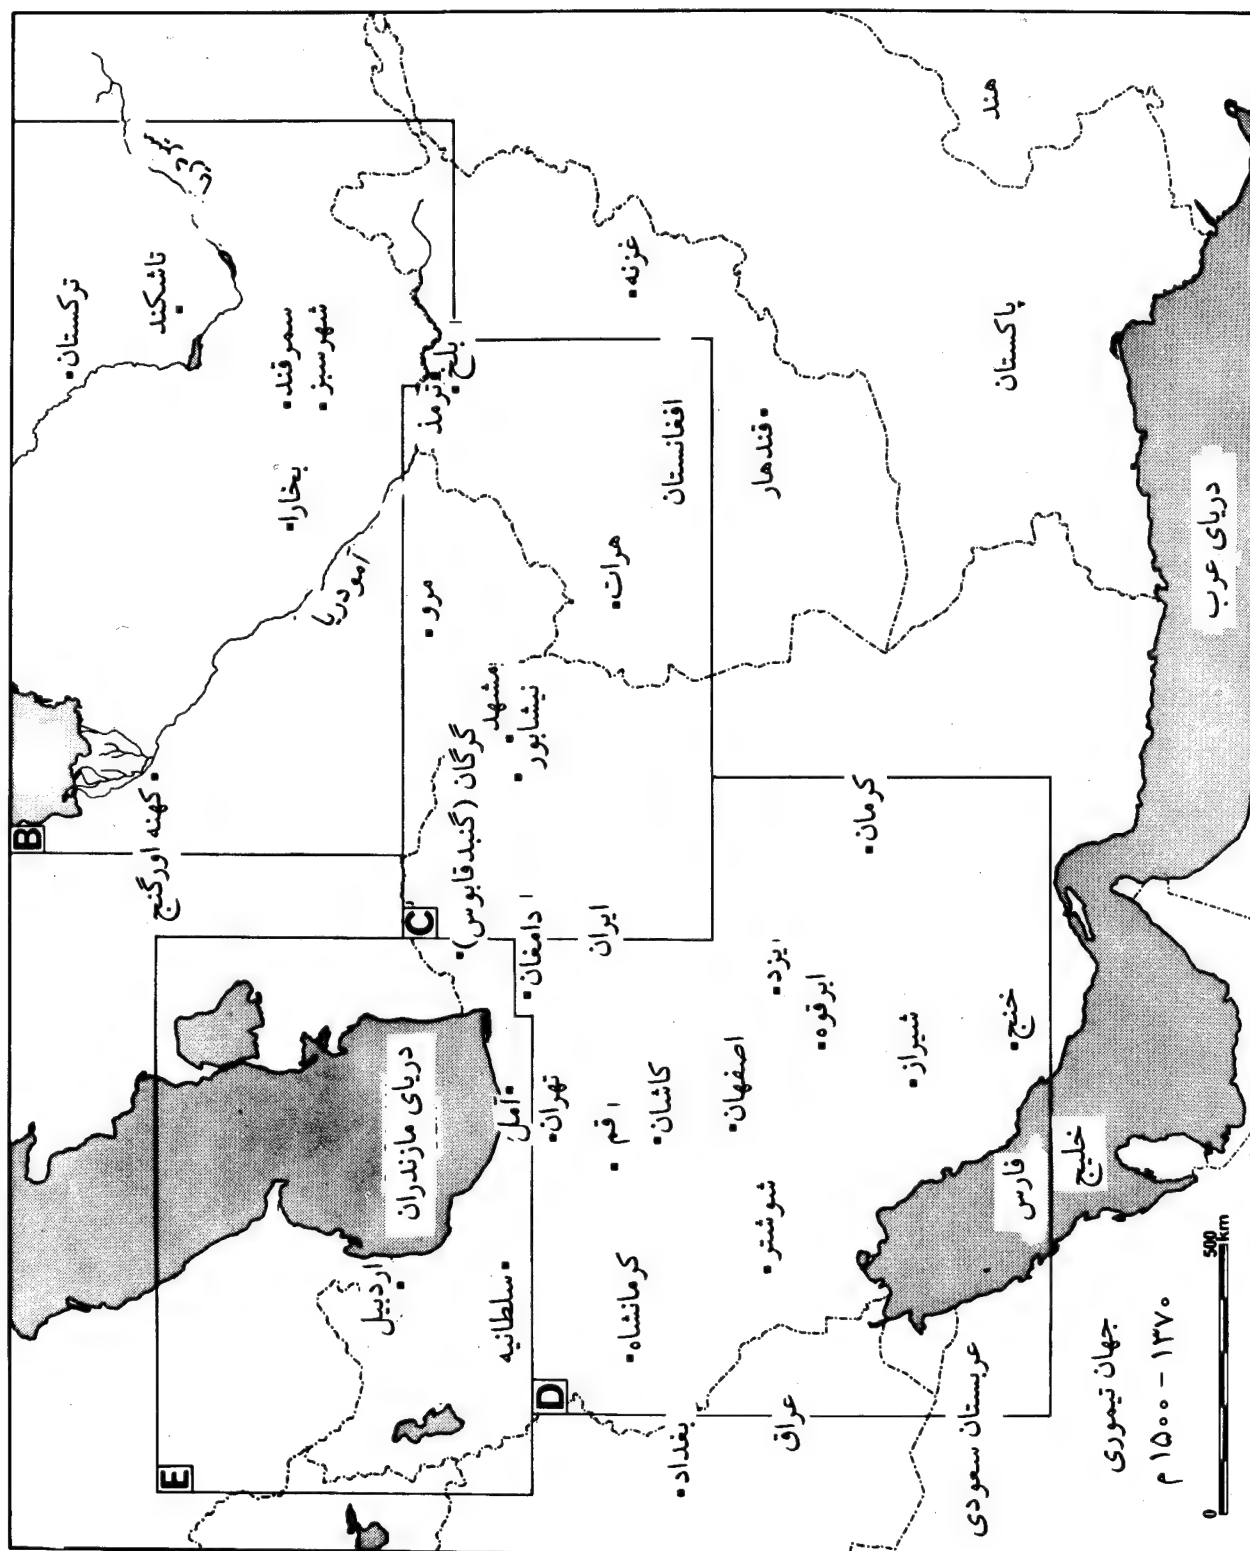 B
C
D
E
ترکستان
تاشکند
سمرقند
شهرسبز
بخارا
آمودریا
کهنه اورگنج
ترمذ
بلخ
مرو
مشهد
نیشابور
هرات
گرگان (گنبدقابوس)
دامغان
ایران
افغانستان
قندهار
غزنه
هند
پاکستان
دریای عرب
دریای مازندران
آمل
تهران
قم
کاشان
اصفهان
یزد
ابرقوه
شیراز
خنج
کرمان
اردبیل
سلطانیه
کرمانشاه
شوشتر
بغداد
عراق
عربستان سعودی
خلیج
فارس
جهان تیموری
۱۳۷۰ – ۱۵۰۰ م
0 500 km